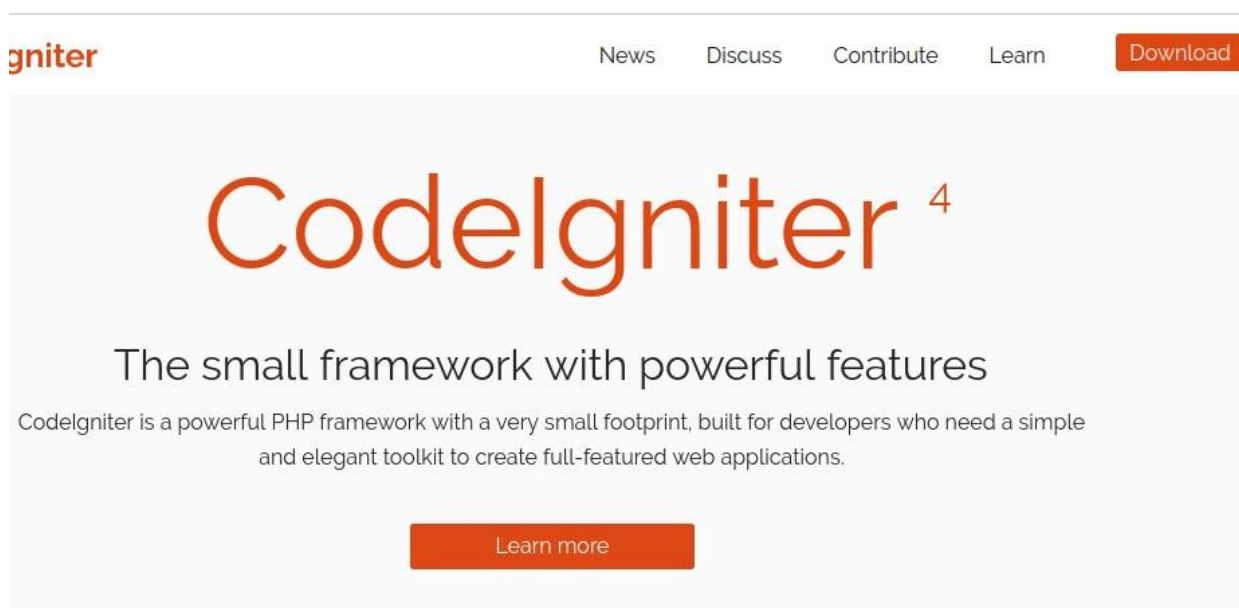 gniter
News Discuss Contribute Learn Download
CodeIgniter 4
The small framework with powerful features
CodeIgniter is a powerful PHP framework with a very small footprint, built for developers who need a simple
and elegant toolkit to create full-featured web applications.
Learn more